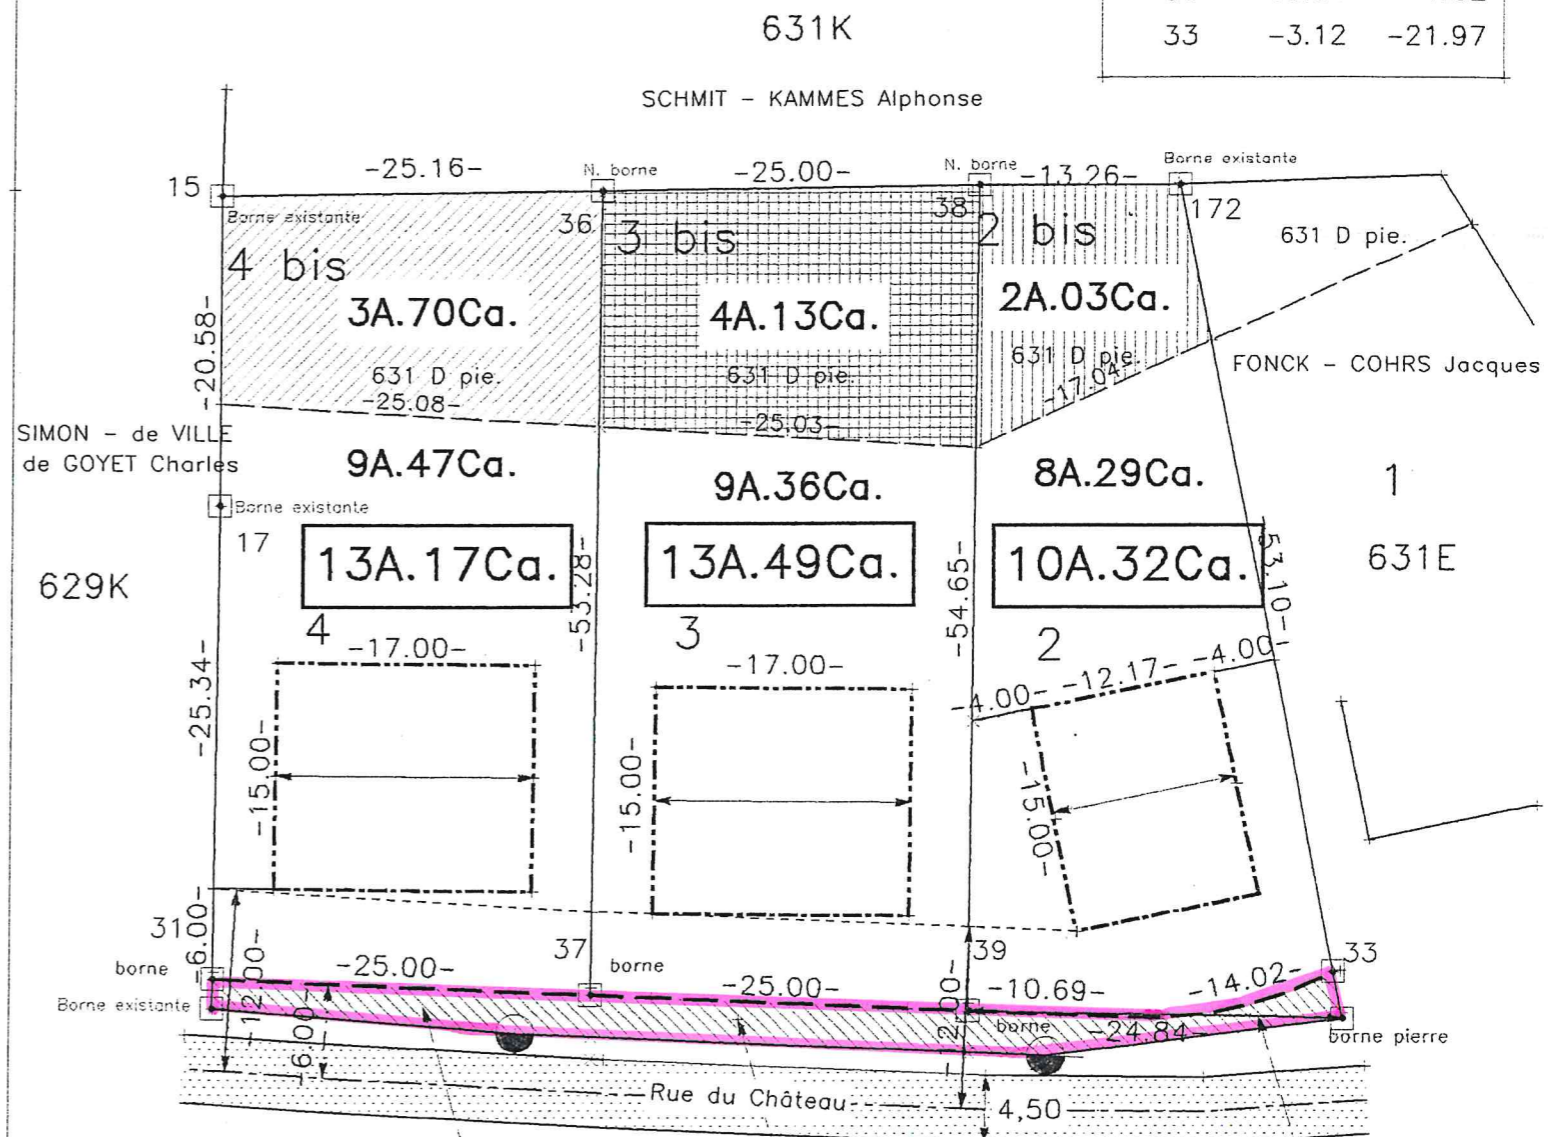 631K
33 -3.12 -21.97
SCHMIT - KAMMES Alphonse
15
-25.16-
N. borne
-25.00-
N. borne
-13.26-
Borne existante
Borne existante
36
38
172
4 bis
3 bis
2 bis
631 D pie.
3A.70Ca.
4A.13Ca.
2A.03Ca.
-20.58-
631 D pie.
631 D pie.
631 D pie.
-25.08-
-25.03-
-17.04-
FONCK - COHRS Jacques
SIMON - de VILLE
de GOYET Charles
9A.47Ca.
9A.36Ca.
8A.29Ca.
1
Borne existante
17
13A.17Ca.
13A.49Ca.
10A.32Ca.
631E
629K
-53.28-
-54.65-
53.10-
4
3
2
-17.00-
-17.00-
-4.00-
-12.17-
-4.00-
-25.34-
-15.00-
-15.00-
-15.00-
31
-6.00-
37
39
33
borne
-25.00-
borne
-25.00-
-10.69-
-14.02-
Borne existante
borne
-24.84
borne pierre
-6.00-
Rue du Château
4,50